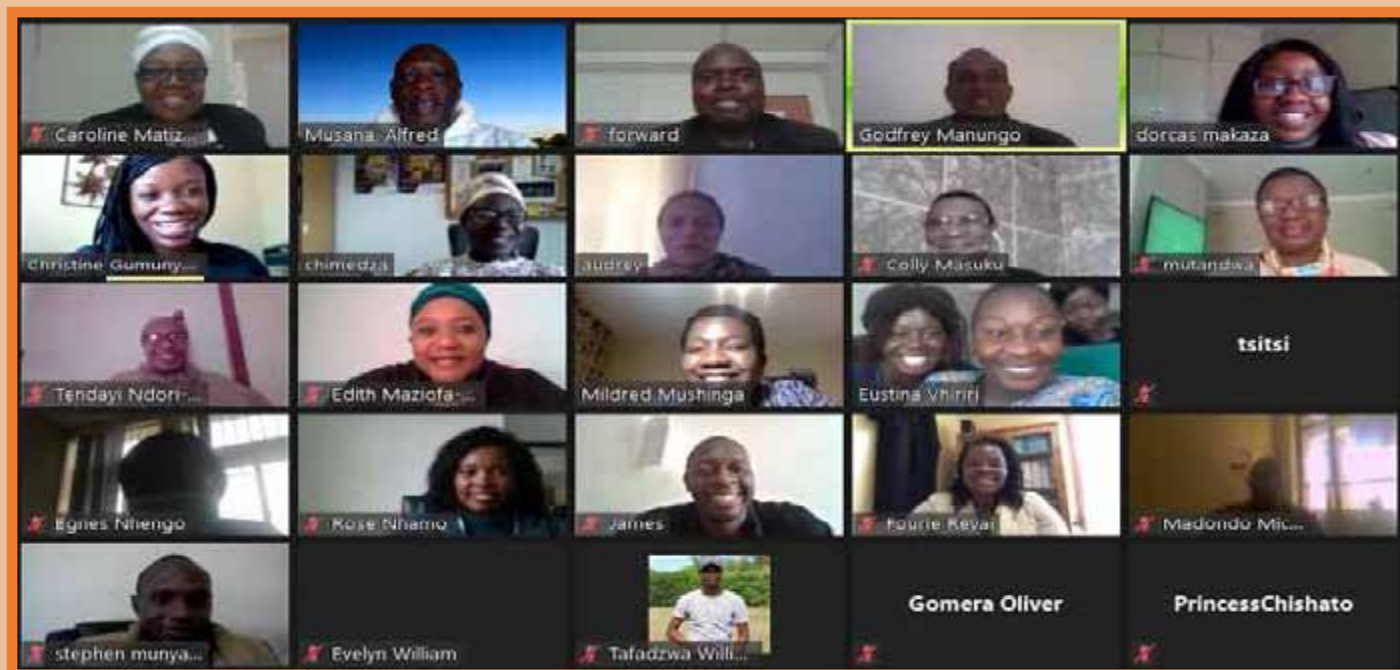 Caroline Matiz...
Musana. Alfred
forward
Godfrey Manungo
dorcas makaza
Christine Gumuny...
chimedza
audrey
Colly Masuku
mutandwa
Tendayi Ndori-...
Edith Maziofa-...
Mildred Mushinga
Eustina Vhiriri
tsitsi
Egnes Nhengo
Rose Nhamo
James
Fourie Revai
Madondo Mic...
stephen munya...
Evelyn William
Tafadzwa Willi...
Gomera Oliver
PrincessChishato